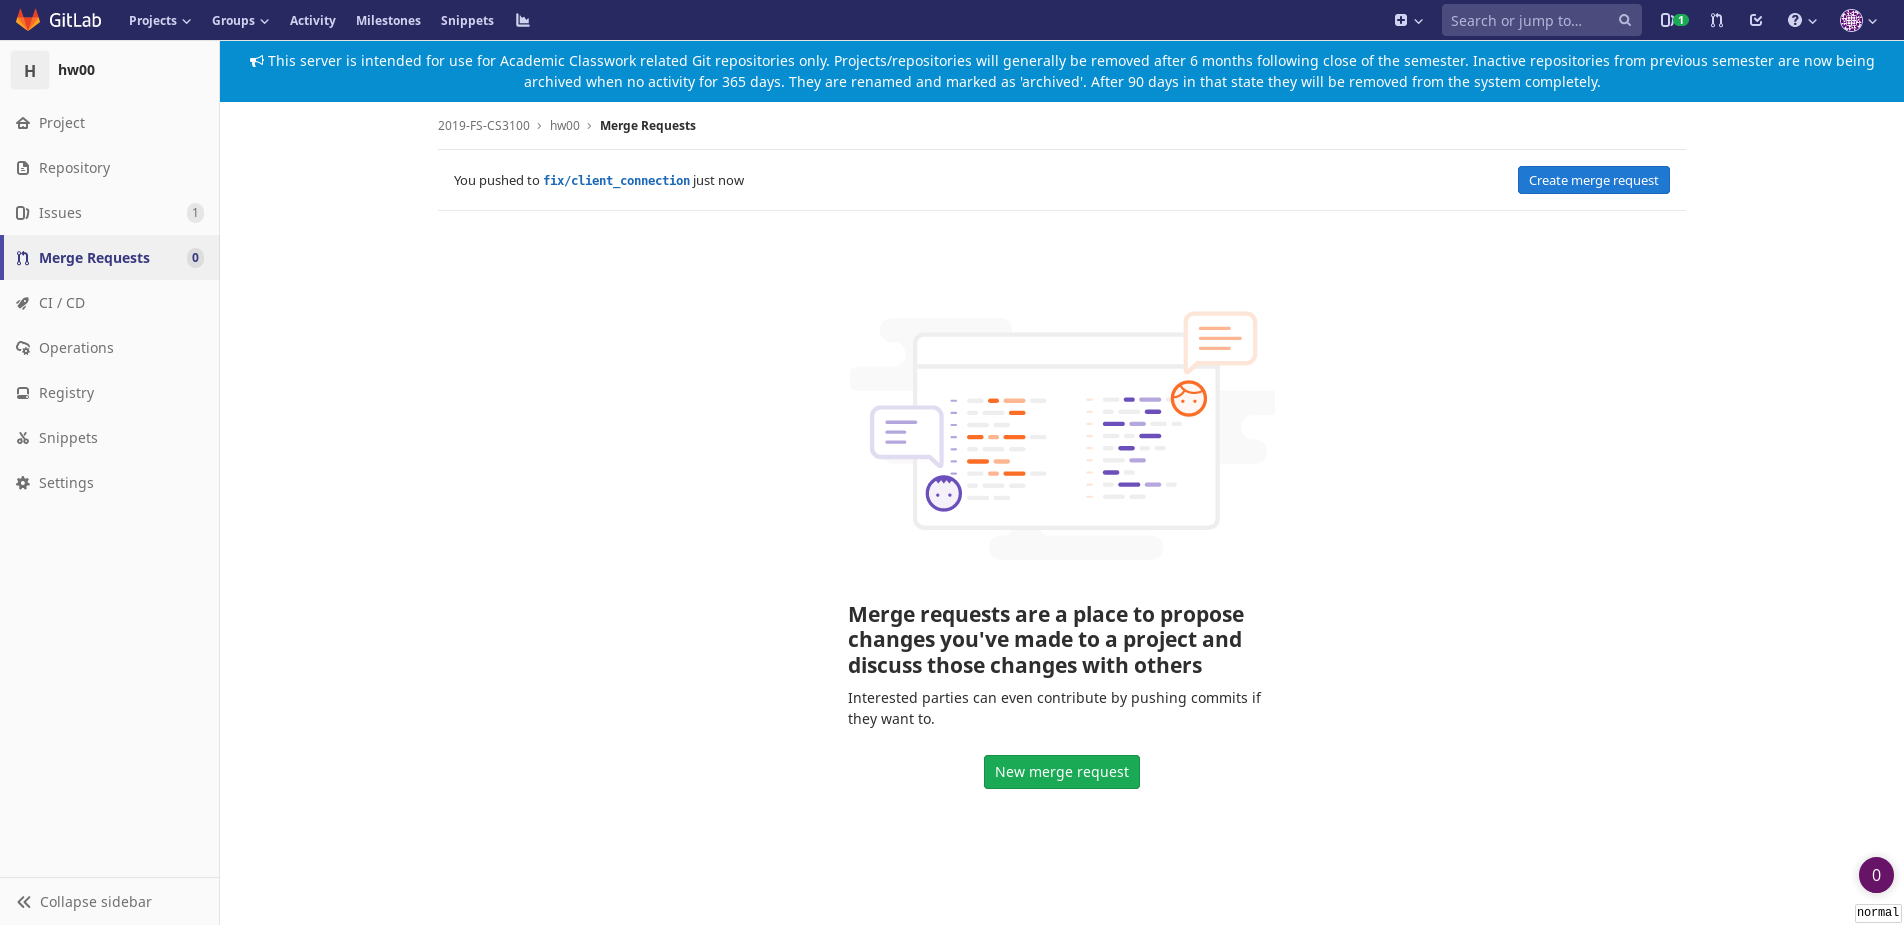 GitLab Projects Groups Activity Milestones Snippets Search or jump to... 1
H hw00
This server is intended for use for Academic Classwork related Git repositories only. Projects/repositories will generally be removed after 6 months following close of the semester. Inactive repositories from previous semester are now being
archived when no activity for 365 days. They are renamed and marked as 'archived'. After 90 days in that state they will be removed from the system completely.
Project
Repository
Issues 1
Merge Requests 0
CI / CD
Operations
Registry
Snippets
Settings
Collapse sidebar
2019-FS-CS3100 › hw00 › Merge Requests
You pushed to fix/client_connection just now
Create merge request
Merge requests are a place to propose
changes you've made to a project and
discuss those changes with others
Interested parties can even contribute by pushing commits if
they want to.
New merge request
0
normal